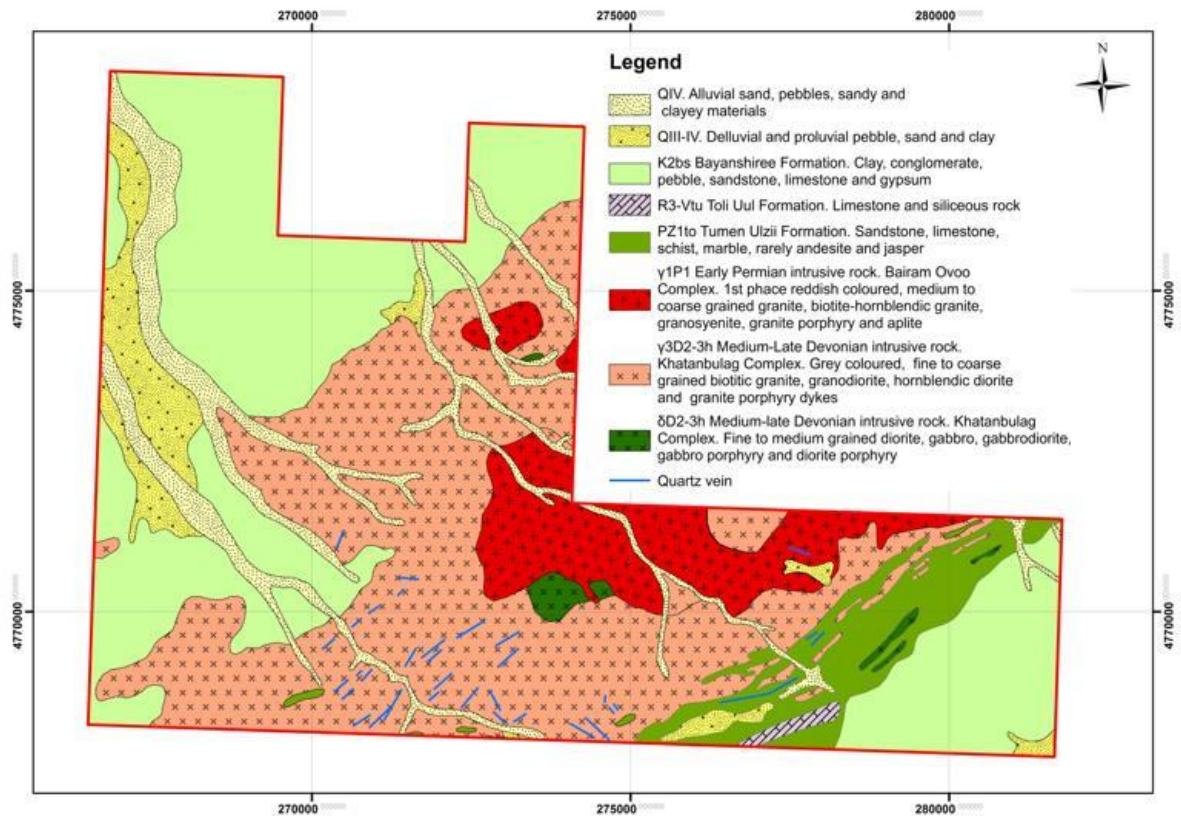 270000
275000
280000
N
Legend
QIV. Alluvial sand, pebbles, sandy and
clayey materials
QIII-IV. Delluvial and proluvial pebble, sand and clay
K2bs Bayanshiree Formation. Clay, conglomerate,
pebble, sandstone, limestone and gypsum
R3-Vtu Toli Uul Formation. Limestone and siliceous rock
PZ1to Tumen Ulzii Formation. Sandstone, limestone,
schist, marble, rarely andesite and jasper
γ1P1 Early Permian intrusive rock. Bairam Ovoo
Complex. 1st phace reddish coloured, medium to
coarse grained granite, biotite-hornblendic granite,
granosyenite, granite porphyry and aplite
γ3D2-3h Medium-Late Devonian intrusive rock.
Khatanbulag Complex. Grey coloured, fine to coarse
grained biotitic granite, granodiorite, hornblendic diorite
and granite porphyry dykes
δD2-3h Medium-late Devonian intrusive rock. Khatanbulag
Complex. Fine to medium grained diorite, gabbro, gabbrodiorite,
gabbro porphyry and diorite porphyry
Quartz vein
4775000
4775000
4770000
4770000
270000
275000
280000